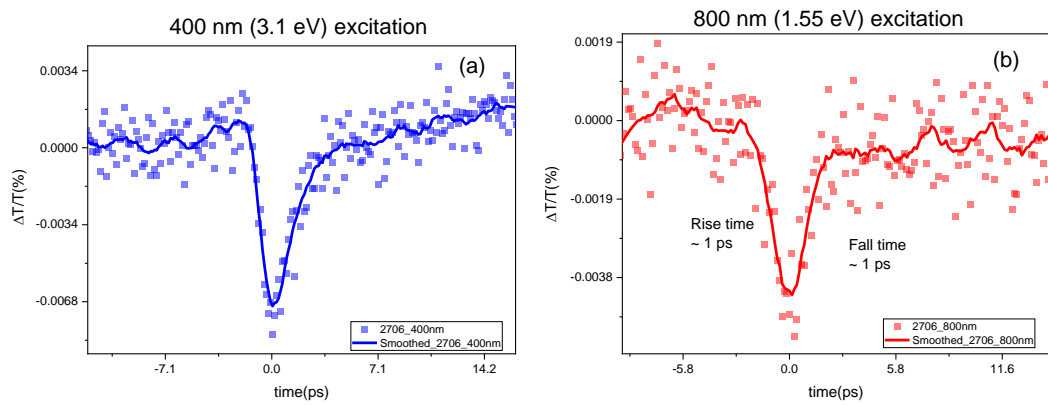 400 nm (3.1 eV) excitation
(a)
0.0034
0.0000
-0.0034
-0.0068
ΔT/T(%)
2706_400nm
Smoothed_2706_400nm
-7.1
0.0
7.1
14.2
time(ps)
800 nm (1.55 eV) excitation
(b)
0.0019
0.0000
-0.0019
-0.0038
ΔT/T(%)
Rise time
~ 1 ps
Fall time
~ 1 ps
2706_800nm
Smoothed_2706_800nm
-5.8
0.0
5.8
11.6
time(ps)